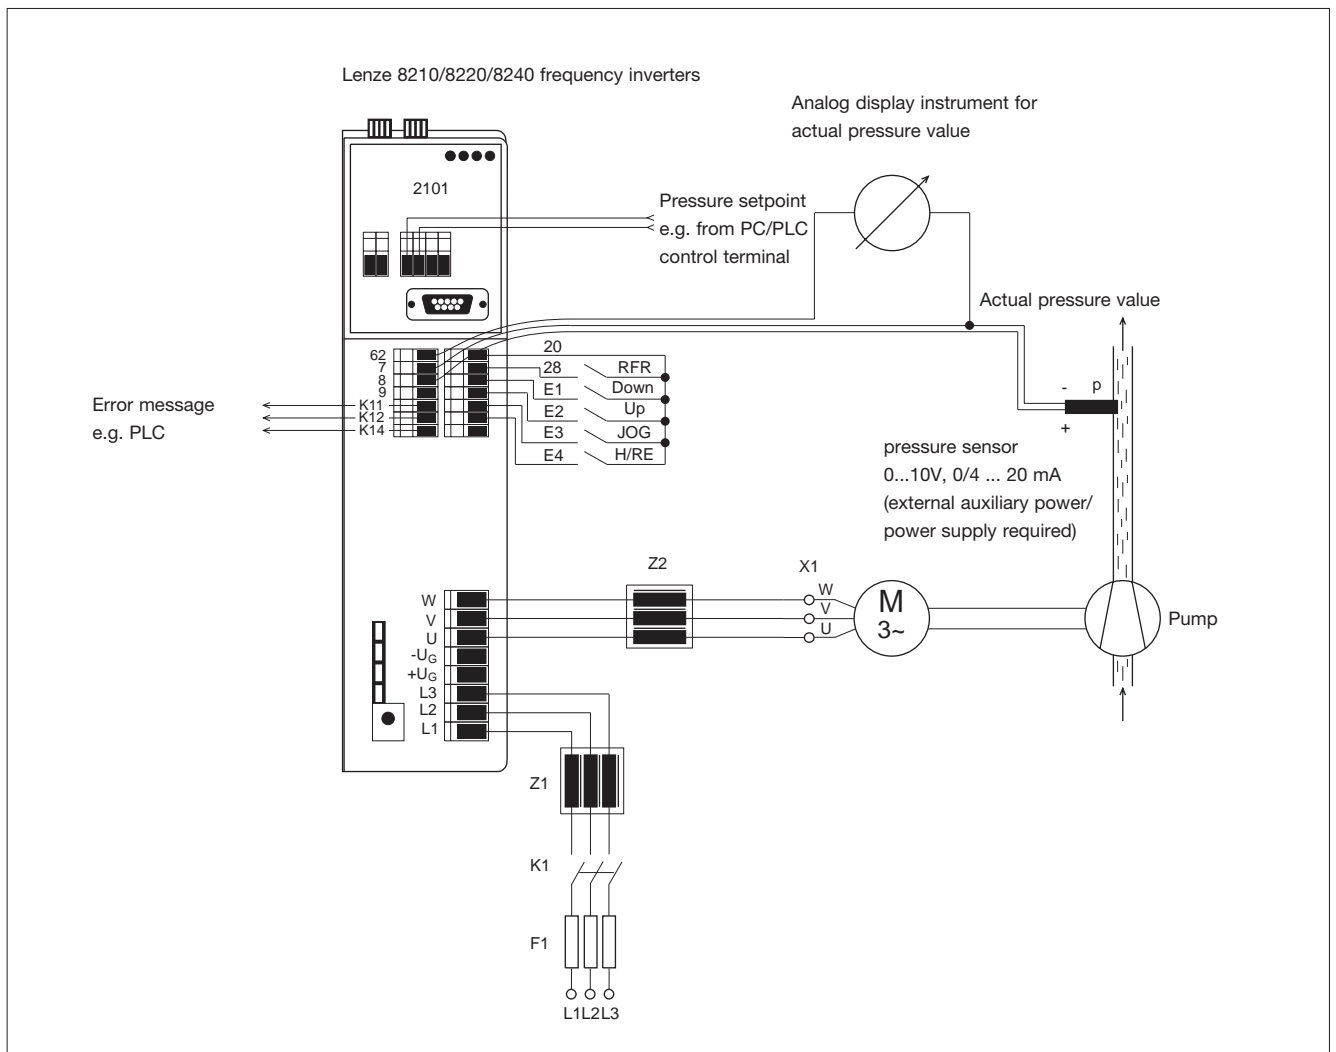 Lenze 8210/8220/8240 frequency inverters
Analog display instrument for
actual pressure value
2101
Pressure setpoint
e.g. from PC/PLC
control terminal
Actual pressure value
62
7
8
9
K11
K12
K14
20
28
RFR
E1
Down
E2
Up
E3
JOG
E4
H/RE
Error message
e.g. PLC
- p
+
pressure sensor
0...10V, 0/4 ... 20 mA
(external auxiliary power/
power supply required)
Z2
X1
W
V
U
M
3~
Pump
W
V
U
-UG
+UG
L3
L2
L1
Z1
K1
F1
L1L2L3